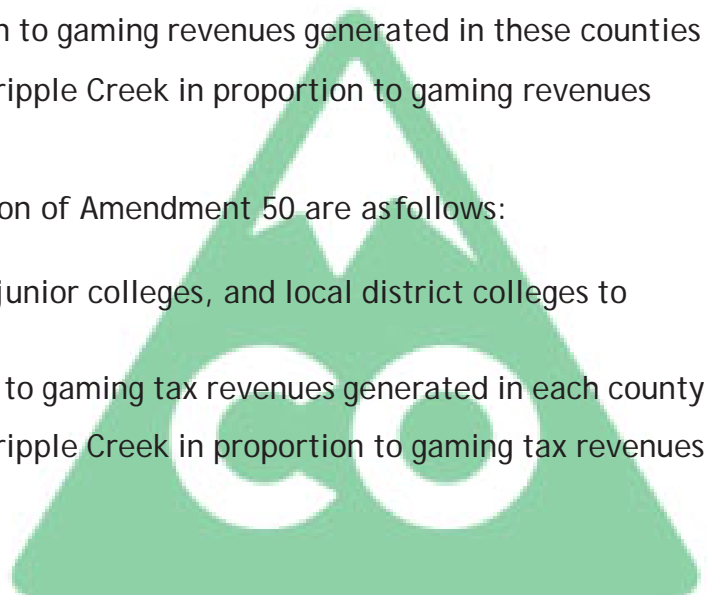 n to gaming revenues generated in these counties
ripple Creek in proportion to gaming revenues
on of Amendment 50 are asfollows:
junior colleges, and local district colleges to
to gaming tax revenues generated in each county
ripple Creek in proportion to gaming tax revenues
CO